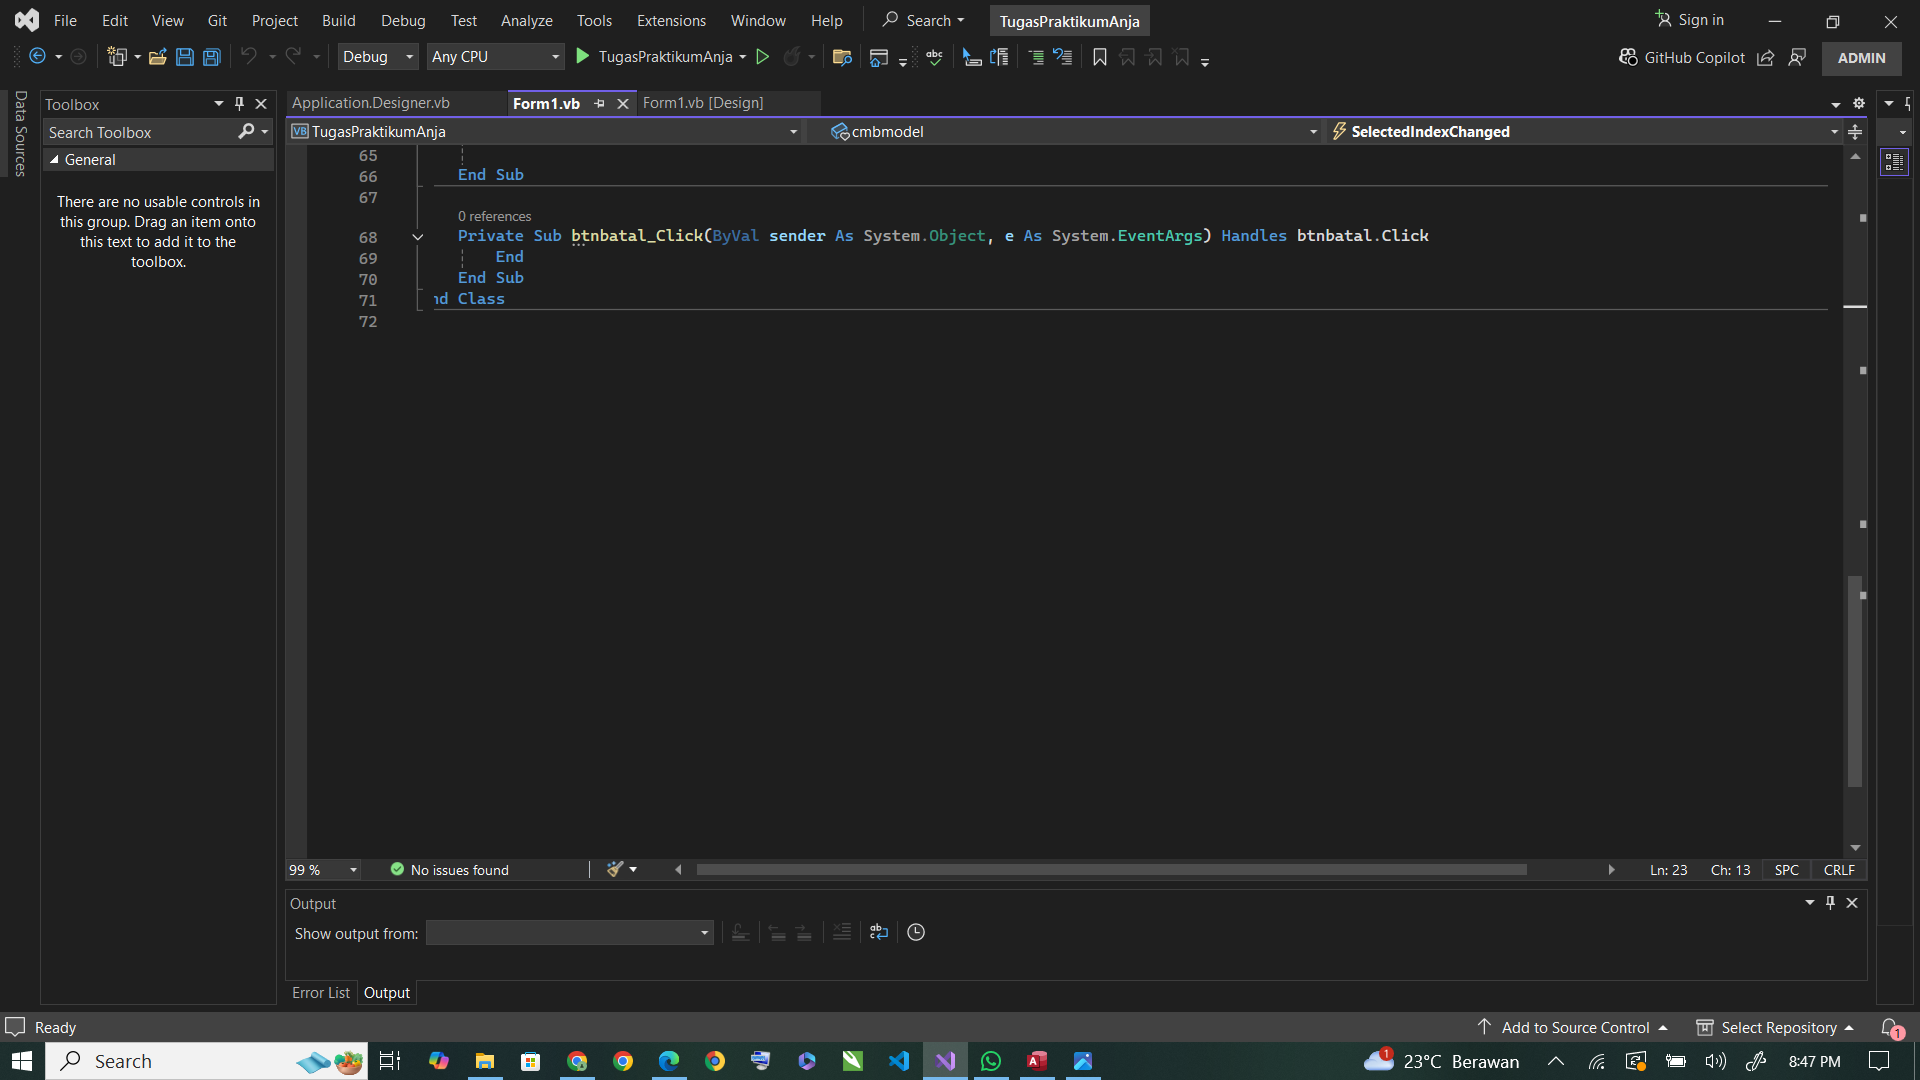 File Edit View Git Project Build Debug Test Analyze Tools Extensions Window Help Search TugasPraktikumAnja Sign in
Debug Any CPU TugasPraktikumAnja abc GitHub Copilot ADMIN
Data Sources
Toolbox
Search Toolbox
General
There are no usable controls in
this group. Drag an item onto
this text to add it to the
toolbox.
Application.Designer.vb Form1.vb Form1.vb [Design]
VB TugasPraktikumAnja cmbmodel SelectedIndexChanged
65
66 End Sub
67
0 references
68 Private Sub btnbatal_Click(ByVal sender As System.Object, e As System.EventArgs) Handles btnbatal.Click
69 End
70 End Sub
71 nd Class
72
99 % No issues found Ln: 23 Ch: 13 SPC CRLF
Output
Show output from:
Error List Output
Ready Add to Source Control Select Repository 1
Search 1 23°C Berawan 8:47 PM